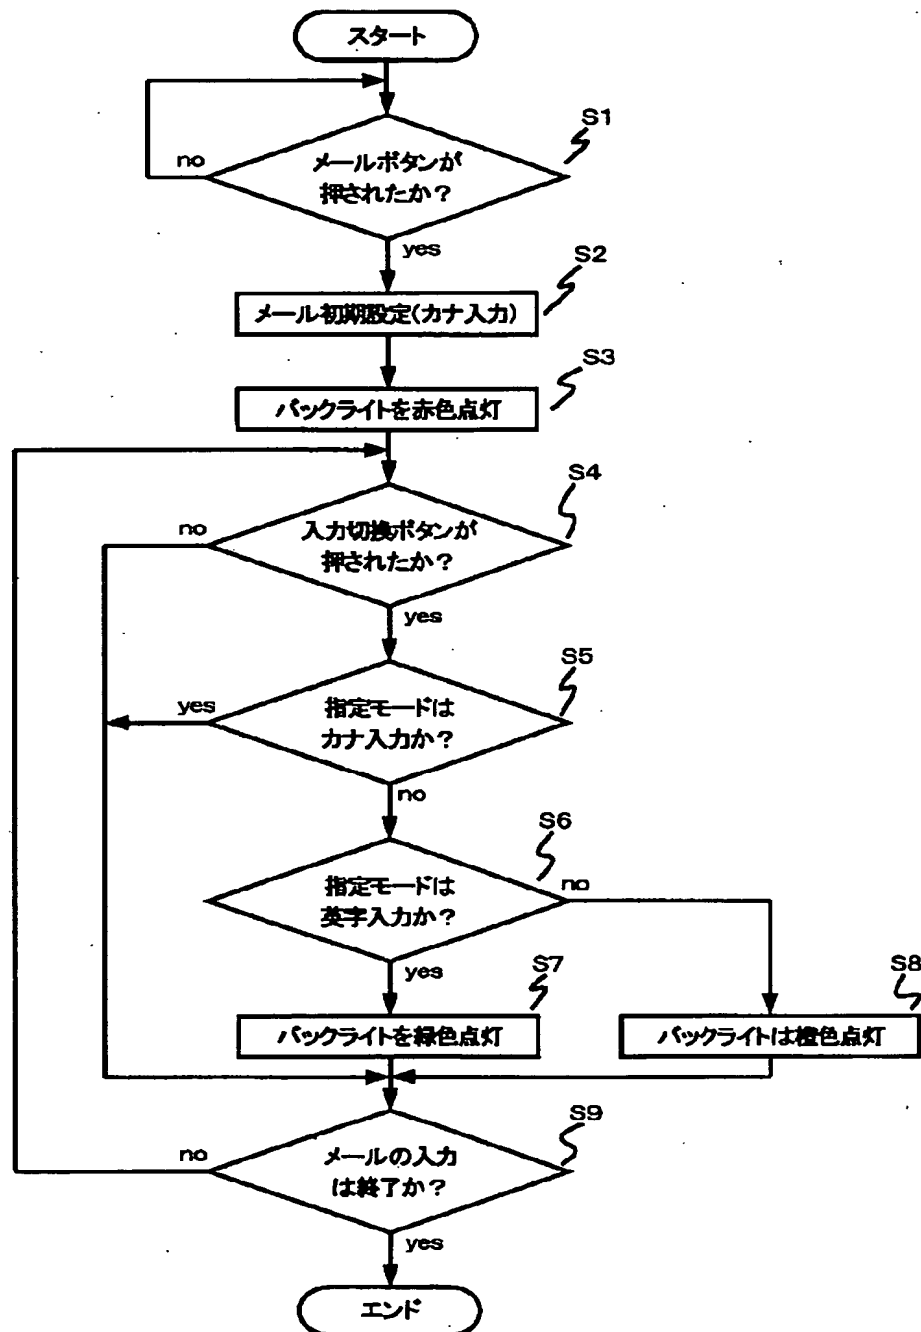 スタート
S1
no
メールボタンが
押されたか？
yes
S2
メール初期設定(カナ入力)
S3
バックライトを赤色点灯
S4
no
入力切換ボタンが
押されたか？
yes
S5
yes
指定モードは
カナ入力か？
no
S6
指定モードは
英字入力か？
no
yes
S7
S8
バックライトを緑色点灯
バックライトは橙色点灯
S9
no
メールの入力
は終了か？
yes
エンド